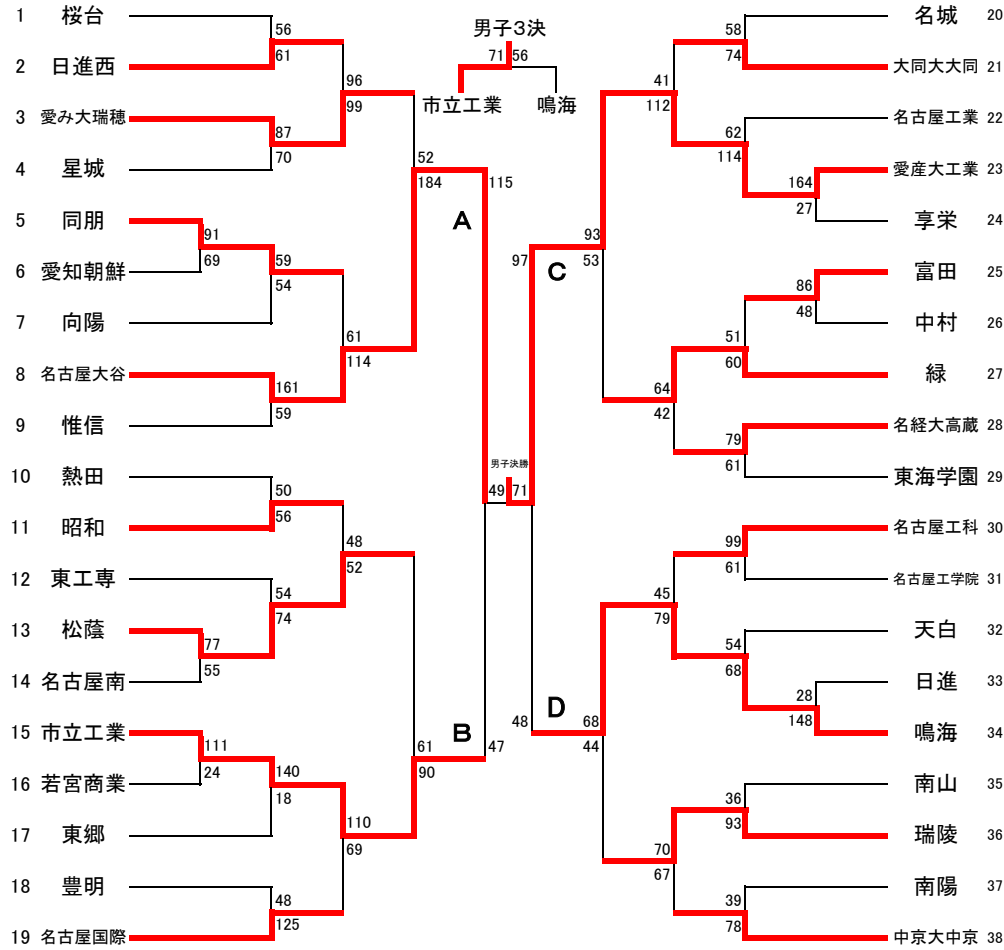 男子3決
71 56
市立工業 鳴海
1 桜台
56
61
2 日進西
96
99
3 愛み大瑞穂
87
70
4 星城
52
184
A
115
5 同朋
91
69
6 愛知朝鮮
59
54
7 向陽
61
114
8 名古屋大谷
161
59
9 惟信
男子決勝
49 71
10 熱田
50
56
11 昭和
48
52
12 東工専
54
74
13 松蔭
77
55
14 名古屋南
61
90
B
47
15 市立工業
111
24
16 若宮商業
140
18
17 東郷
110
69
18 豊明
48
125
19 名古屋国際
名城 20
58
74
大同大大同 21
41
112
名古屋工業 22
62
114
愛産大工業 23
164
27
享栄 24
93
53
97
C
富田 25
86
48
中村 26
51
60
緑 27
64
42
名経大高蔵 28
79
61
東海学園 29
名古屋工科 30
99
61
名古屋工学院 31
45
79
天白 32
54
68
日進 33
28
148
鳴海 34
48
D
68
44
南山 35
36
93
瑞陵 36
70
67
南陽 37
39
78
中京大中京 38